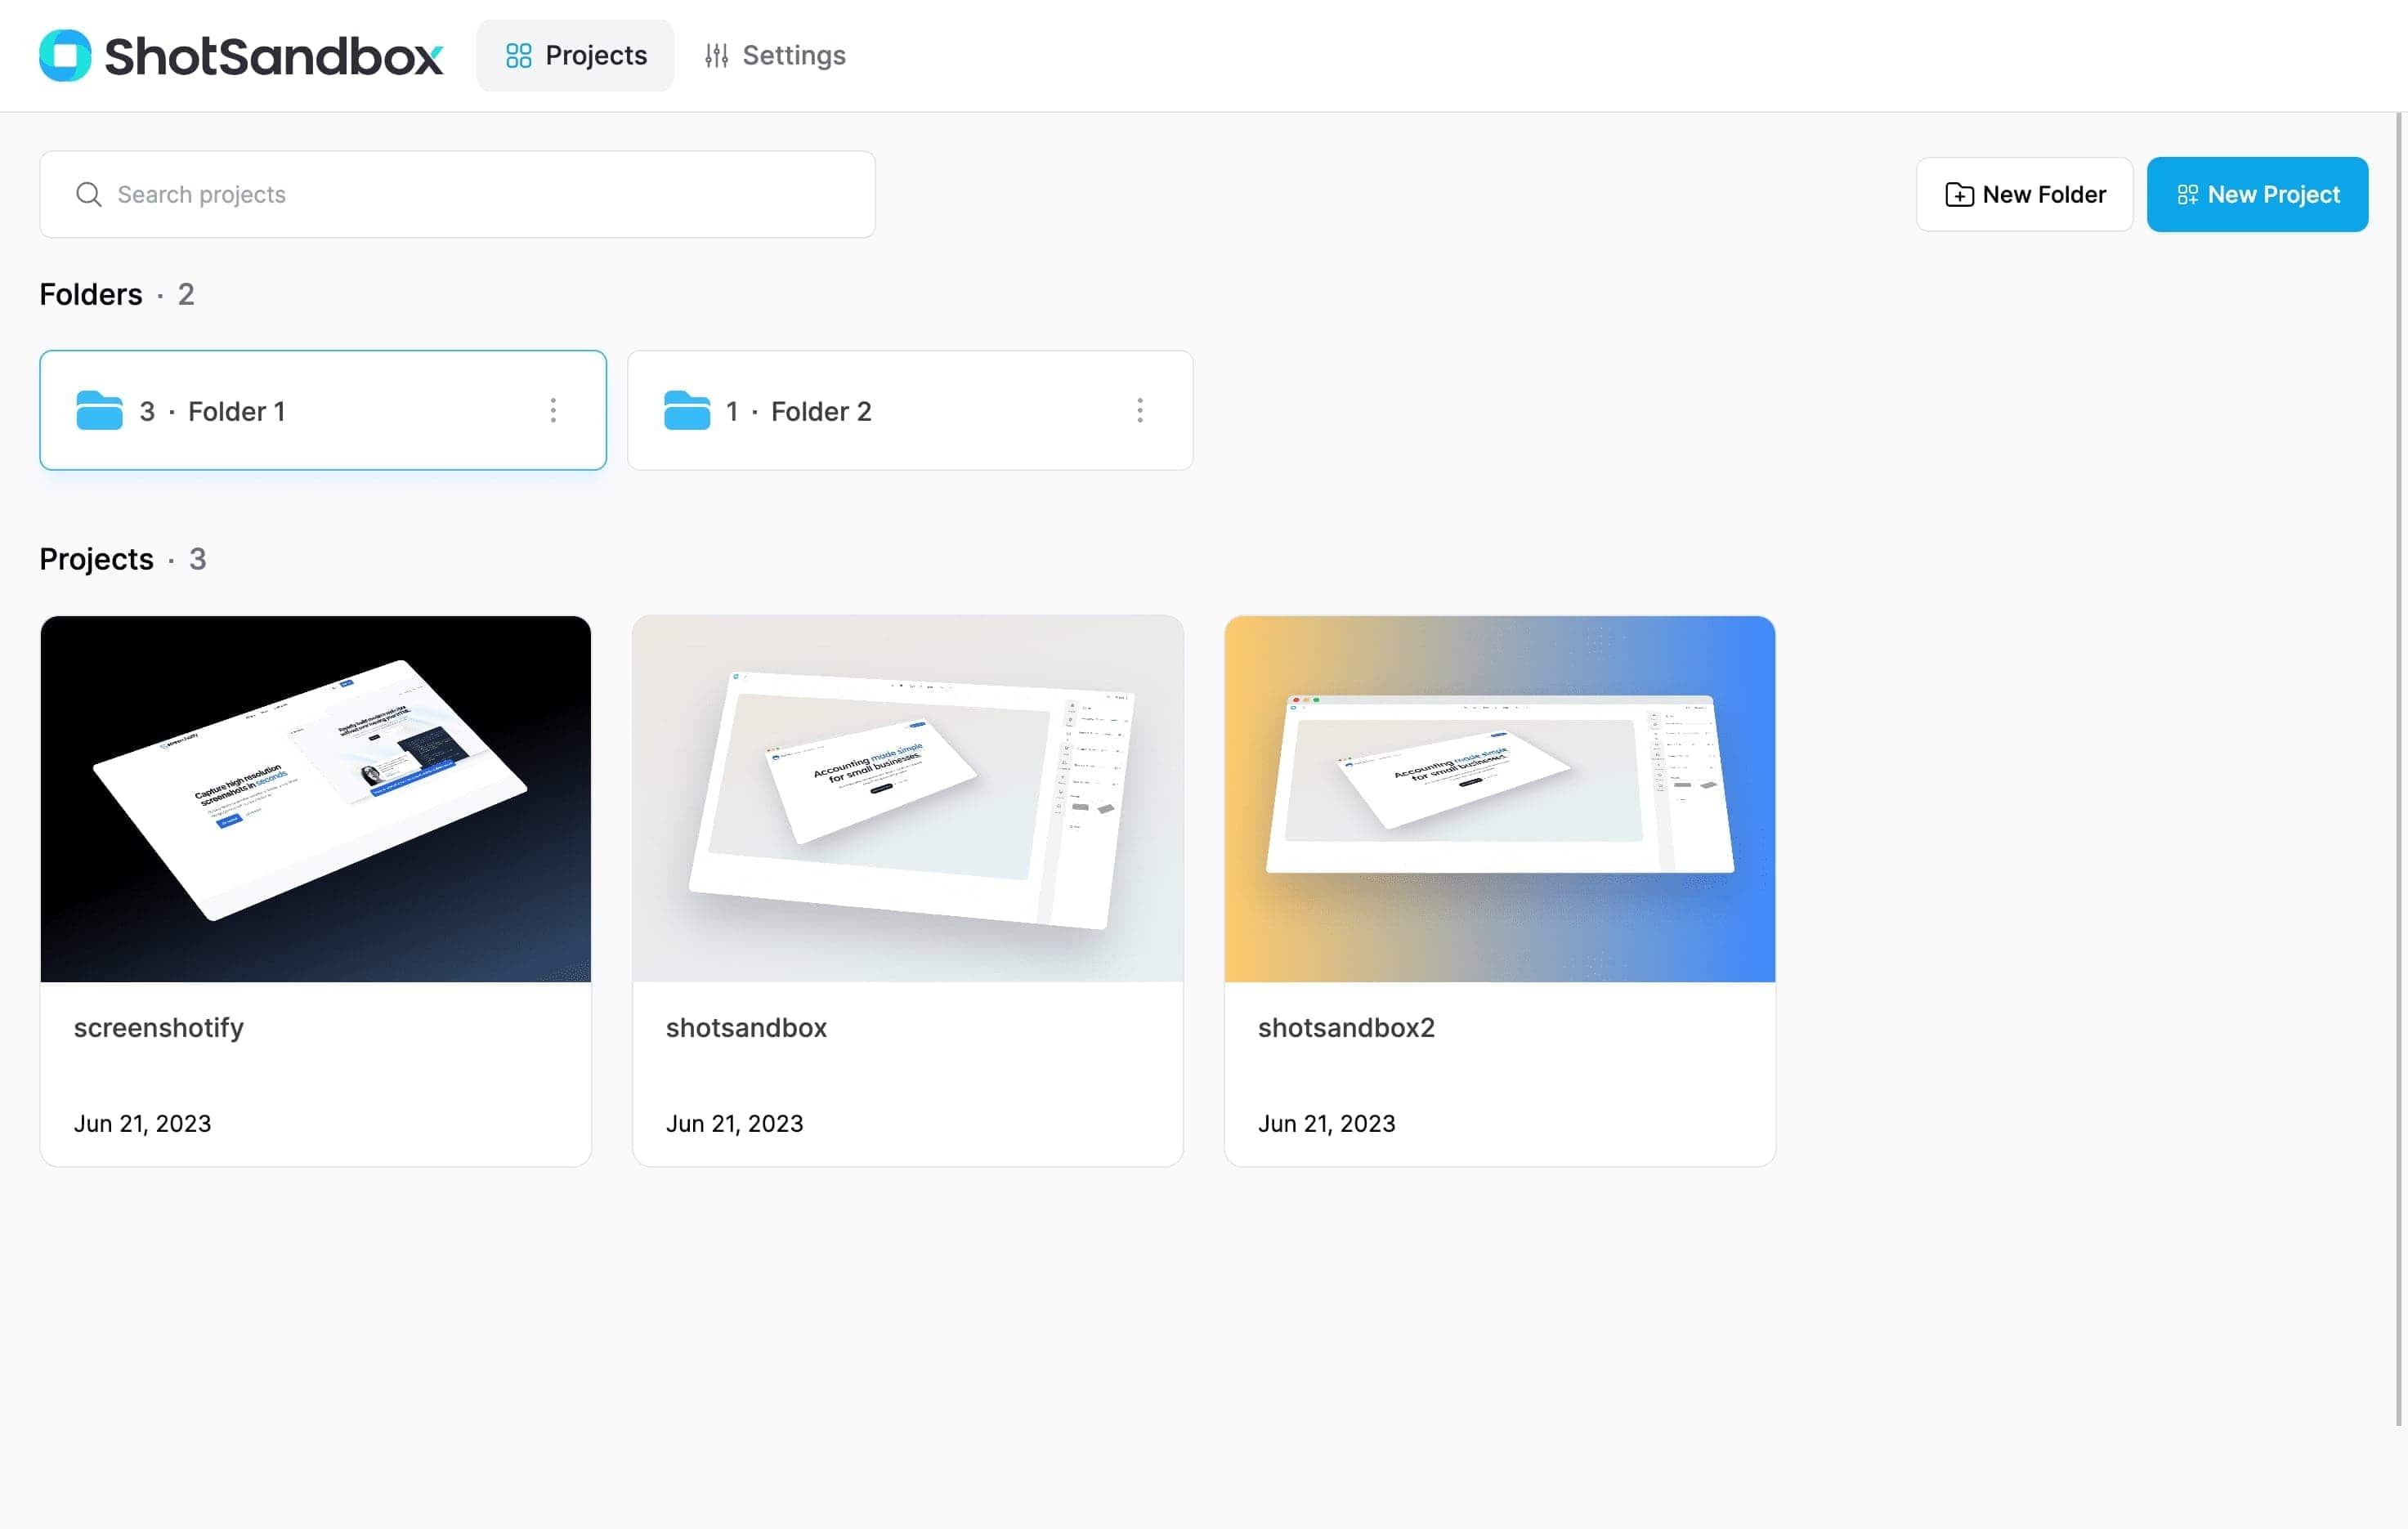 ShotSandbox
Projects
Settings
Search projects
New Folder
New Project
Folders · 2
3 · Folder 1
1 · Folder 2
Projects · 3
Capture high resolution
screenshots in seconds
Accounting made simple
for small businesses.
Accounting made simple
for small businesses.
screenshotify
shotsandbox
shotsandbox2
Jun 21, 2023
Jun 21, 2023
Jun 21, 2023